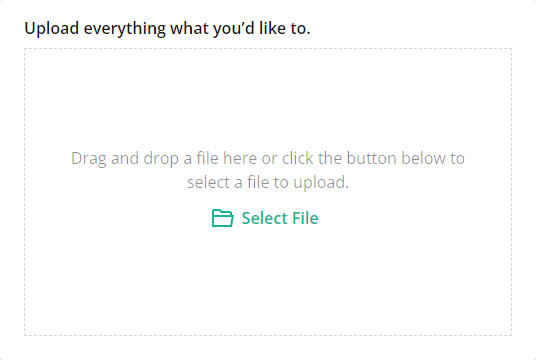 Upload everything what you’d like to.
Drag and drop a file here or click the button below to
select a file to upload.
Select File